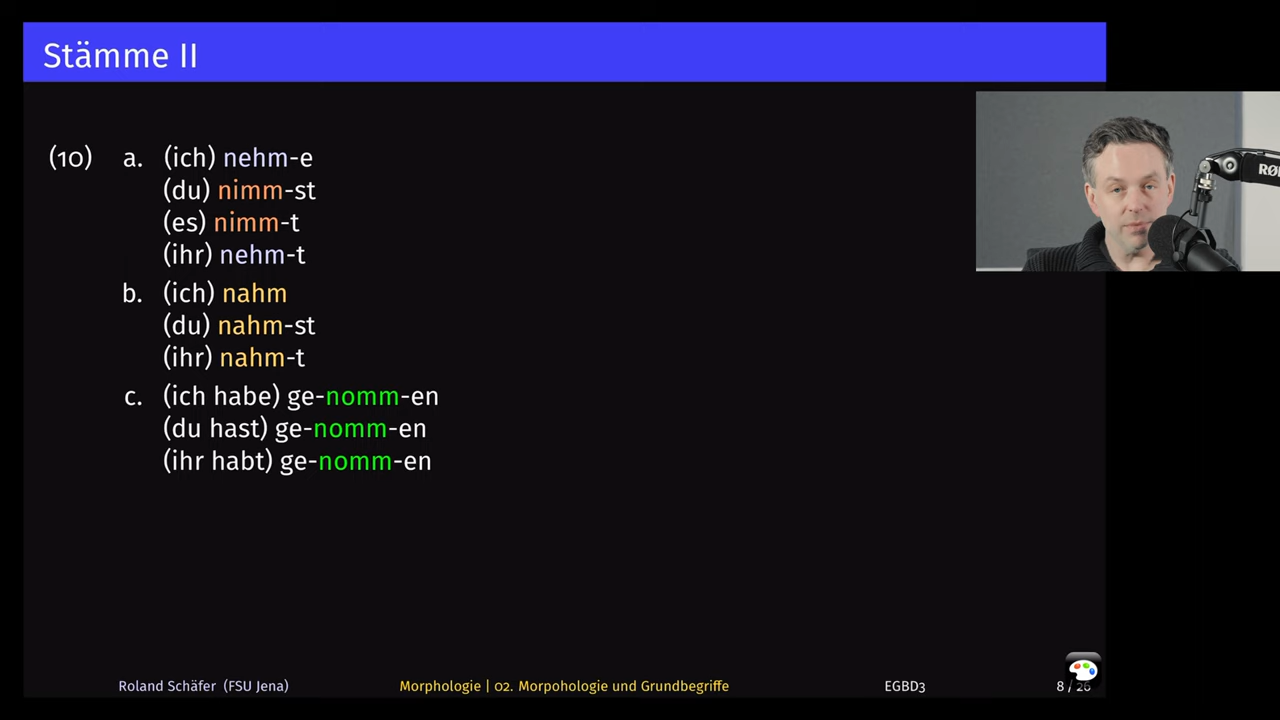 Stämme II
(10) a. (ich) nehm-e
(du) nimm-st
(es) nimm-t
(ihr) nehm-t
b. (ich) nahm
(du) nahm-st
(ihr) nahm-t
c. (ich habe) ge-nomm-en
(du hast) ge-nomm-en
(ihr habt) ge-nomm-en
Roland Schäfer (FSU Jena) Morphologie | 02. Morpohologie und Grundbegriffe EGBD3 8 / 26